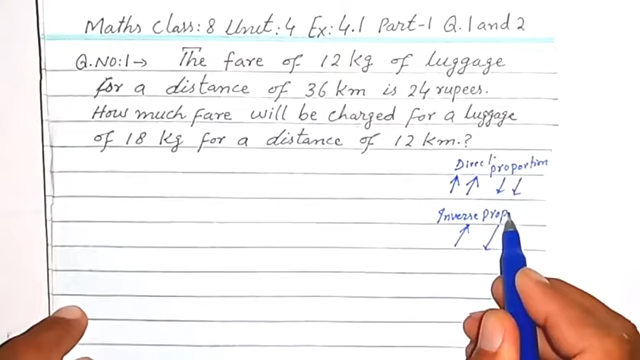 Maths Class: 8 Unit: 4 Ex: 4.1 Part-1 Q.1 and 2
Q.NO:1→ The fare of 12 kg of luggage
for a distance of 36 km is 24 rupees.
How much fare will be charged for a luggage
of 18 kg for a distance of 12 km.?
Direct proportion
↑ ↑ ↓ ↓
Inverse prop
↑ ↓